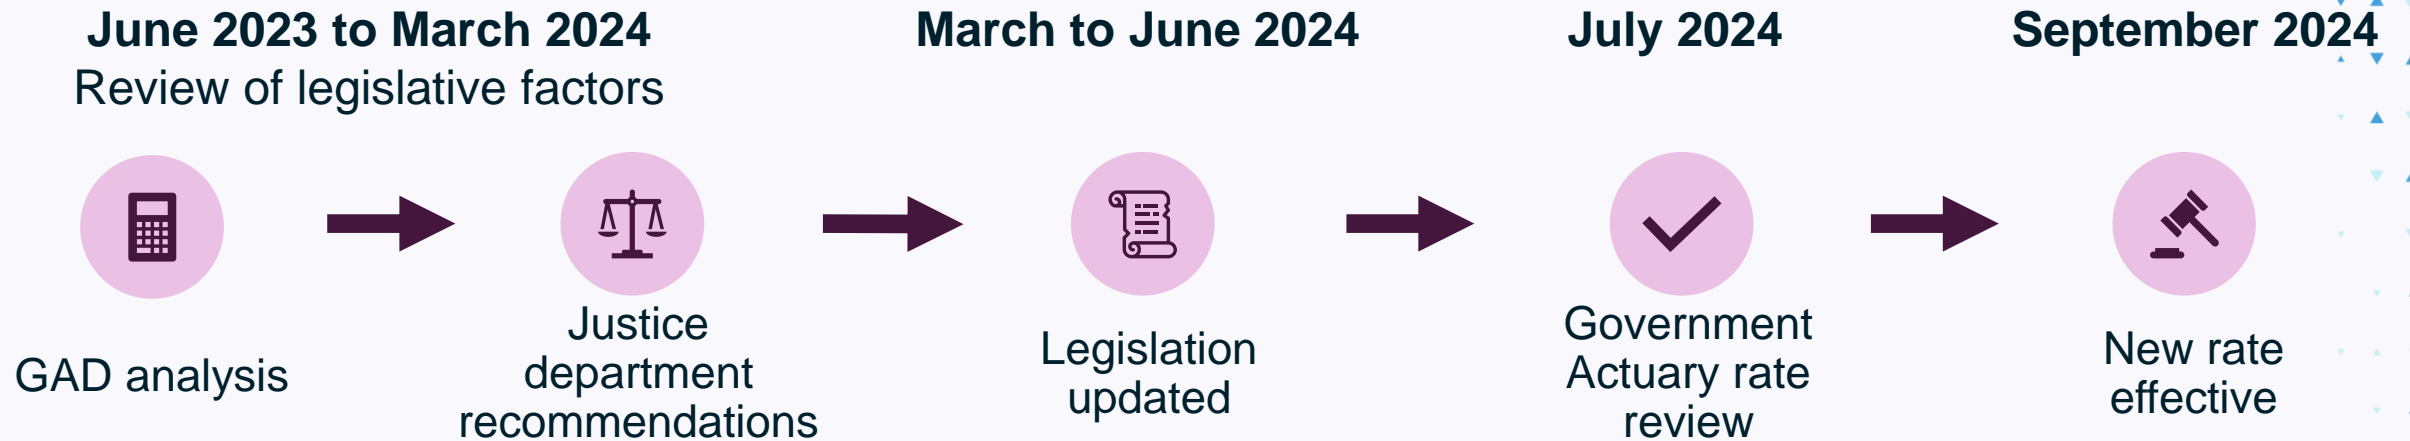 June 2023 to March 2024
Review of legislative factors
March to June 2024
July 2024
September 2024
GAD analysis
Justice
department
recommendations
Legislation
updated
Government
Actuary rate
review
New rate
effective